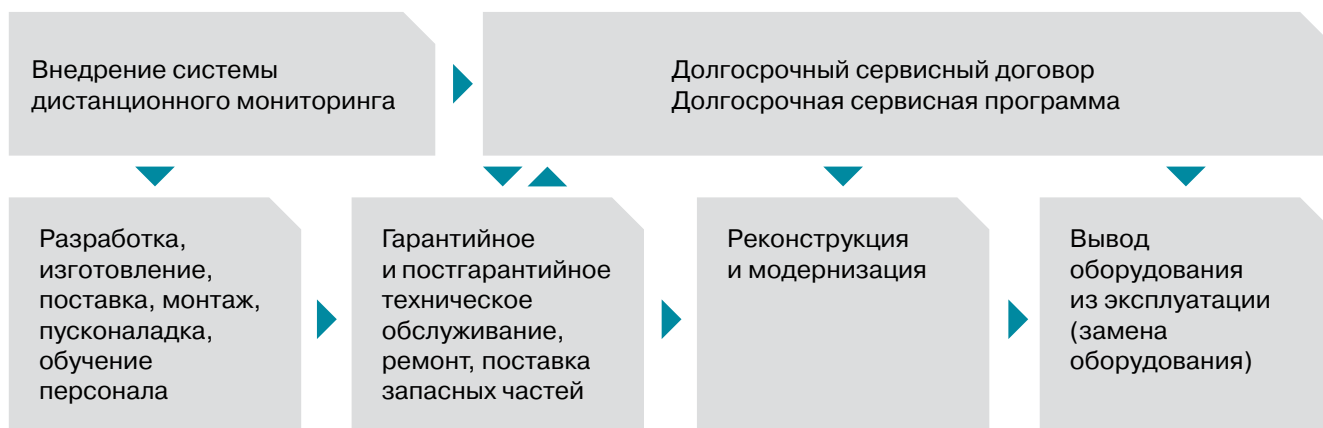 Внедрение системы
дистанционного мониторинга
Долгосрочный сервисный договор
Долгосрочная сервисная программа
Разработка,
изготовление,
поставка, монтаж,
пусконаладка,
обучение
персонала
Гарантийное
и постгарантийное
техническое
обслуживание,
ремонт, поставка
запасных частей
Реконструкция
и модернизация
Вывод
оборудования
из эксплуатации
(замена
оборудования)